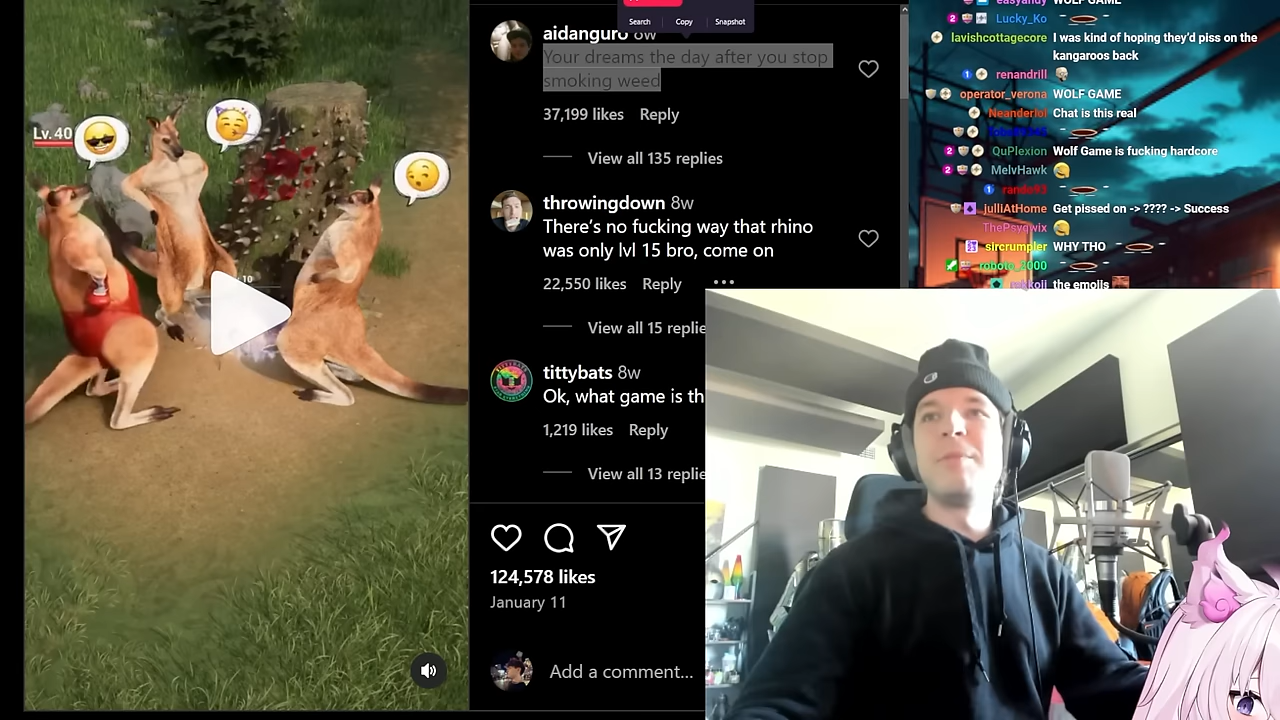 Search Copy Snapshot
aidanguro 8w
Your dreams the day after you stop
smoking weed
37,199 likes Reply
View all 135 replies
throwingdown 8w
There's no fucking way that rhino
was only lvl 15 bro, come on
22,550 likes Reply
View all 15 replie
tittybats 8w
Ok, what game is th
1,219 likes Reply
View all 13 replie
124,578 likes
January 11
Add a comment...
Lv.40
easyandy WOLF GAME
Lucky_Ko
lavishcottagecore I was kind of hoping they'd piss on the
kangaroos back
renandrill
operator_verona WOLF GAME
Neanderloi Chat is this real
QuPlexion Wolf Game is fucking hardcore
MelvHawk
rando93
julliAtHome Get pissed on -> ???? -> Success
ThePsyqwix
sircrumpler WHY THO
roboto_3000
the emojis